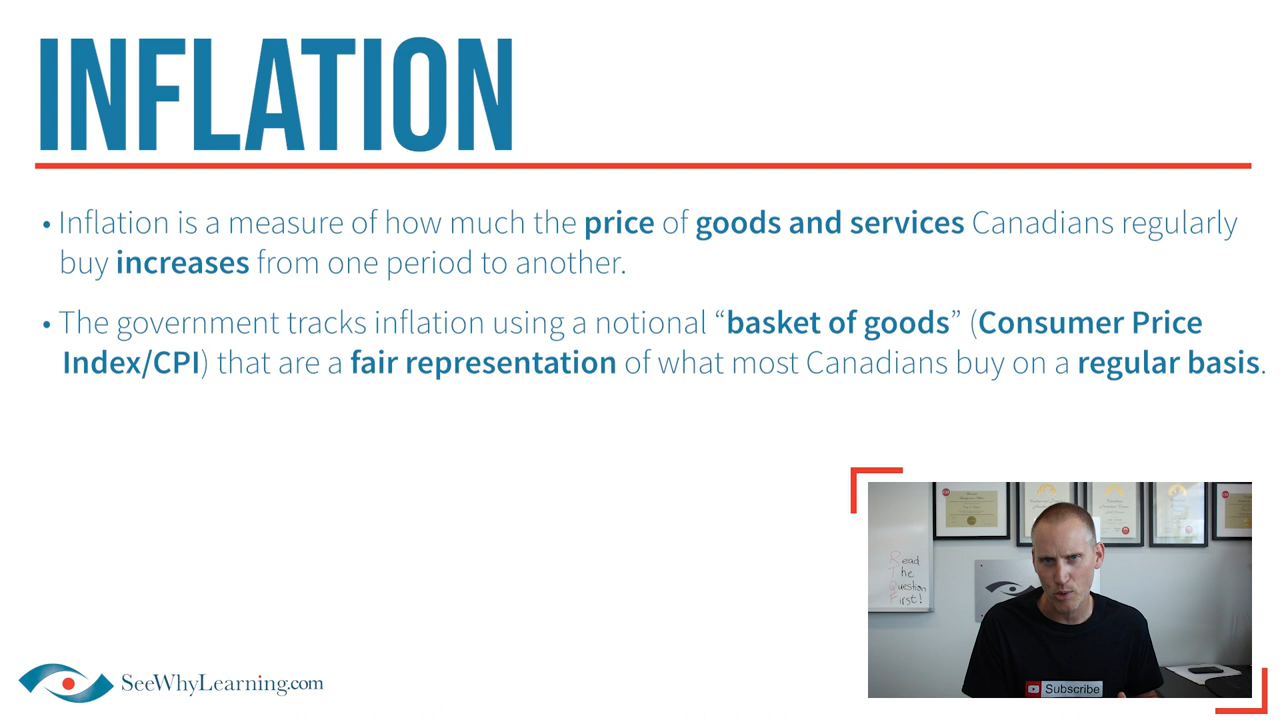 INFLATION
• Inflation is a measure of how much the price of goods and services Canadians regularly
buy increases from one period to another.
• The government tracks inflation using a notional “basket of goods” (Consumer Price
Index/CPI) that are a fair representation of what most Canadians buy on a regular basis.
Read
The
Question
First!
Subscribe
SeeWhyLearning.com